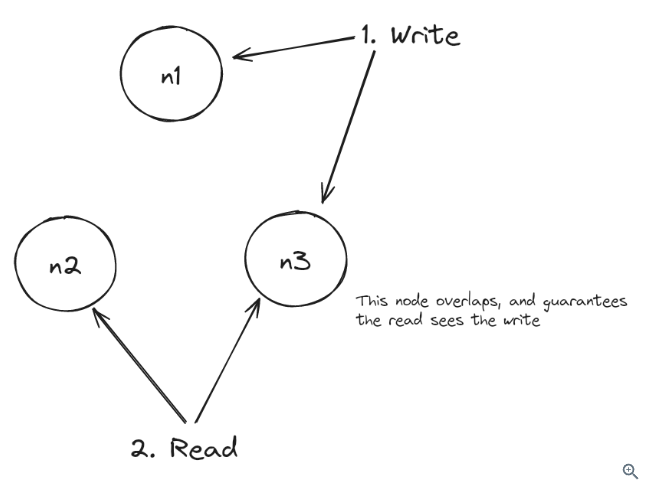 1. Write
n1
n2
n3
This node overlaps, and guarantees
the read sees the write
2. Read